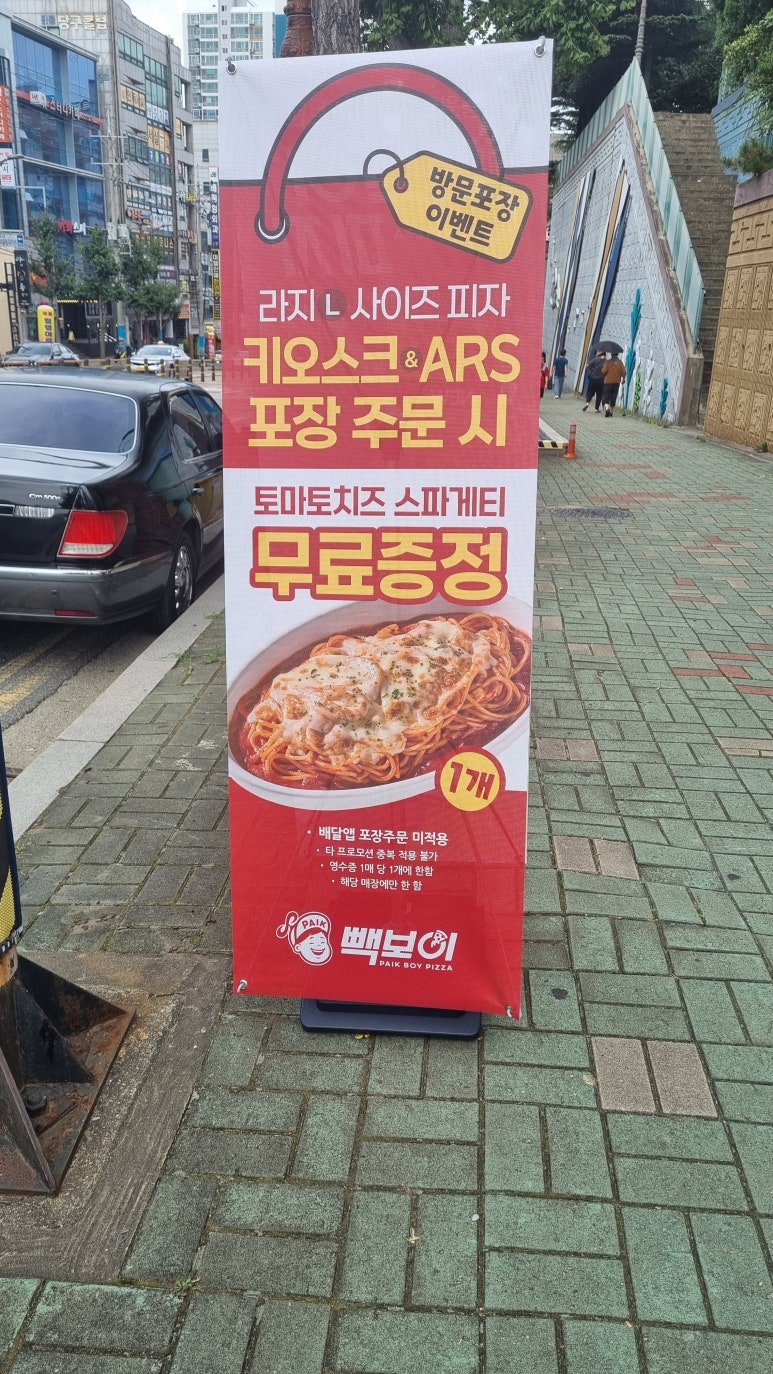 방문포장
이벤트
라지 L 사이즈 피자
키오스크 & ARS
포장 주문 시
토마토치즈 스파게티
무료증정
1개
• 배달앱 포장주문 미적용
• 타 프로모션 중복 적용 불가
• 영수증 1매 당 1개에 한함
• 해당 매장에만 한 함
PAIK
빽보이
PAIK BOY PIZZA